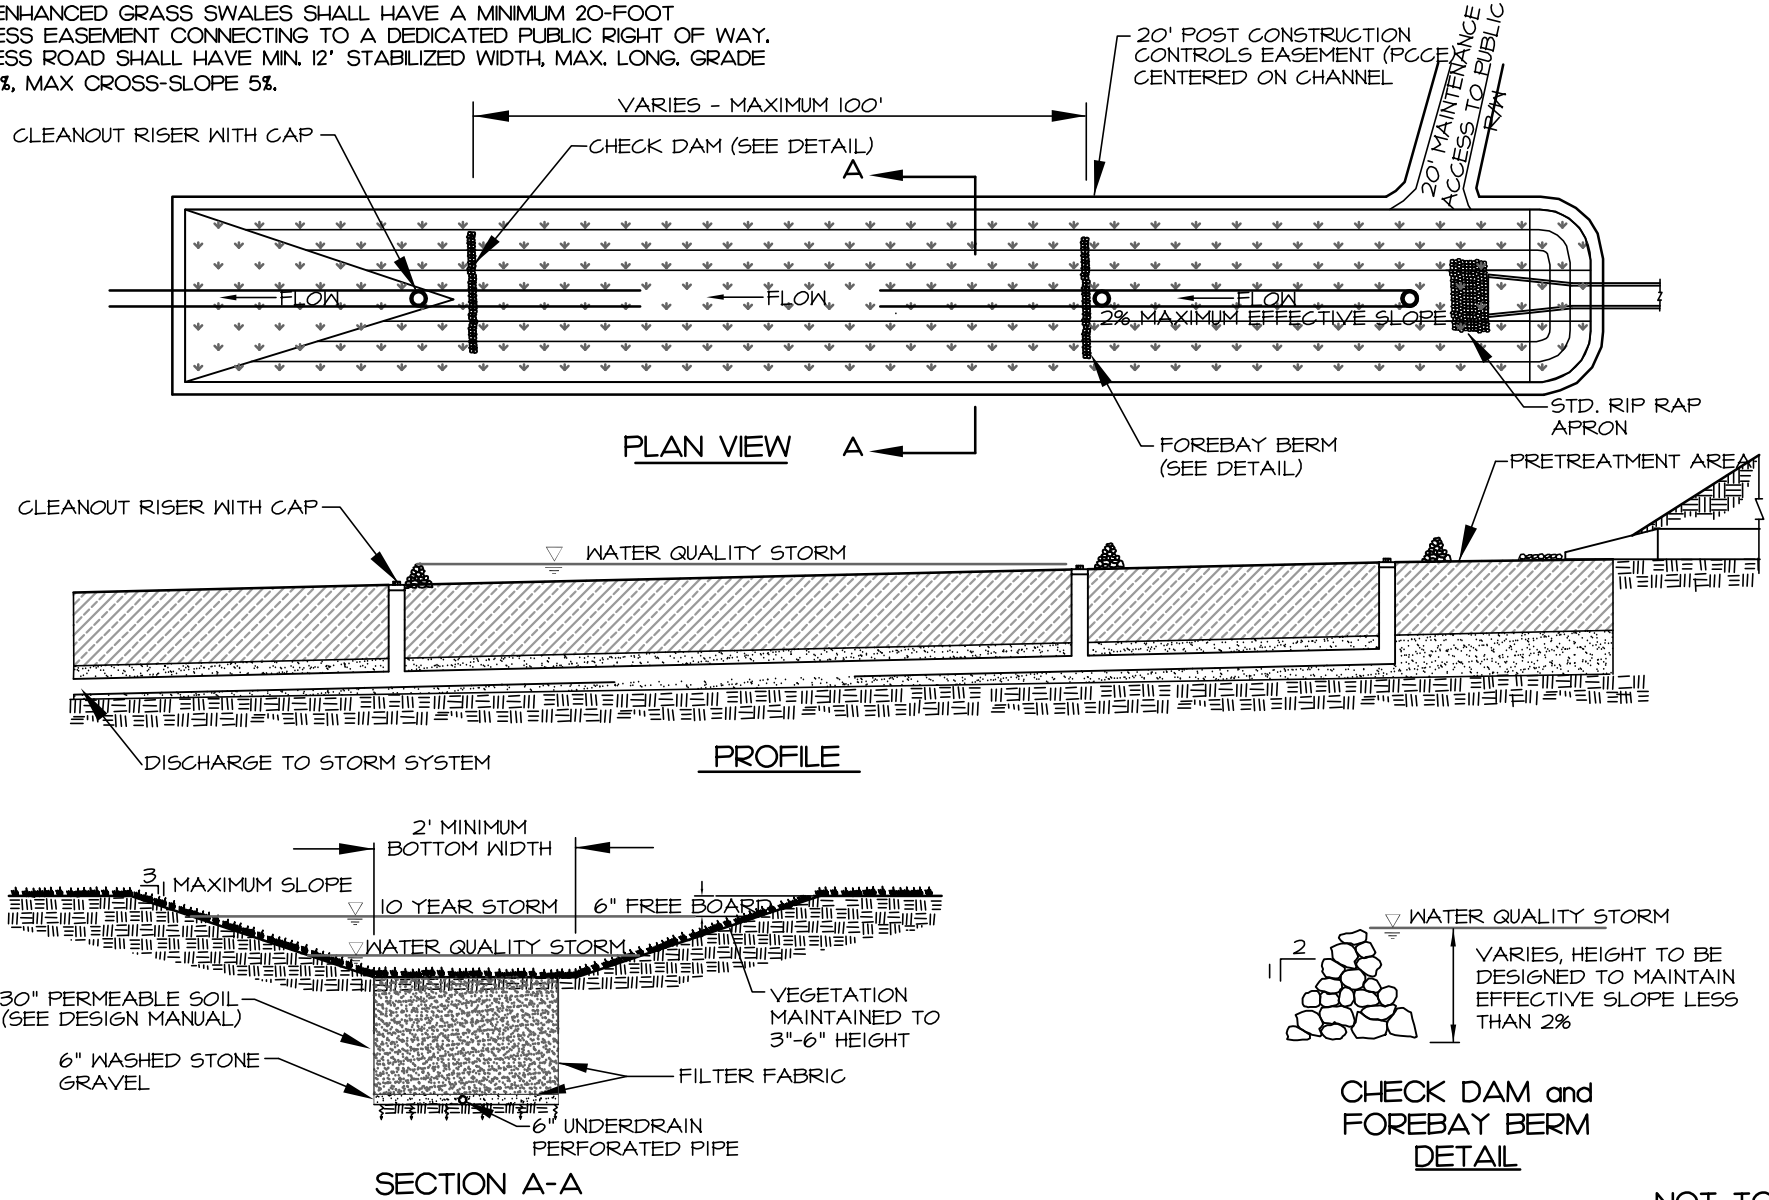 ENHANCED GRASS SWALES SHALL HAVE A MINIMUM 20-FOOT
ESS EASEMENT CONNECTING TO A DEDICATED PUBLIC RIGHT OF WAY.
ESS ROAD SHALL HAVE MIN. 12' STABILIZED WIDTH, MAX. LONG. GRADE
%, MAX CROSS-SLOPE 5%.
CLEANOUT RISER WITH CAP
VARIES - MAXIMUM 100'
CHECK DAM (SEE DETAIL)
A
20' POST CONSTRUCTION
CONTROLS EASEMENT (PCCE)
CENTERED ON CHANNEL
20' MAINTENANCE
ACCESS TO PUBLIC
R/W
FLOW
FLOW
FLOW
2% MAXIMUM EFFECTIVE SLOPE
STD. RIP RAP
APRON
PLAN VIEW
A
FOREBAY BERM
(SEE DETAIL)
PRETREATMENT AREA
CLEANOUT RISER WITH CAP
WATER QUALITY STORM
DISCHARGE TO STORM SYSTEM
PROFILE
2' MINIMUM
BOTTOM WIDTH
3
1
MAXIMUM SLOPE
10 YEAR STORM
6" FREE BOARD
WATER QUALITY STORM
30" PERMEABLE SOIL
(SEE DESIGN MANUAL)
6" WASHED STONE
GRAVEL
VEGETATION
MAINTAINED TO
3"-6" HEIGHT
FILTER FABRIC
6" UNDERDRAIN
PERFORATED PIPE
SECTION A-A
WATER QUALITY STORM
2
1
VARIES, HEIGHT TO BE
DESIGNED TO MAINTAIN
EFFECTIVE SLOPE LESS
THAN 2%
CHECK DAM and
FOREBAY BERM
DETAIL
NOT TO